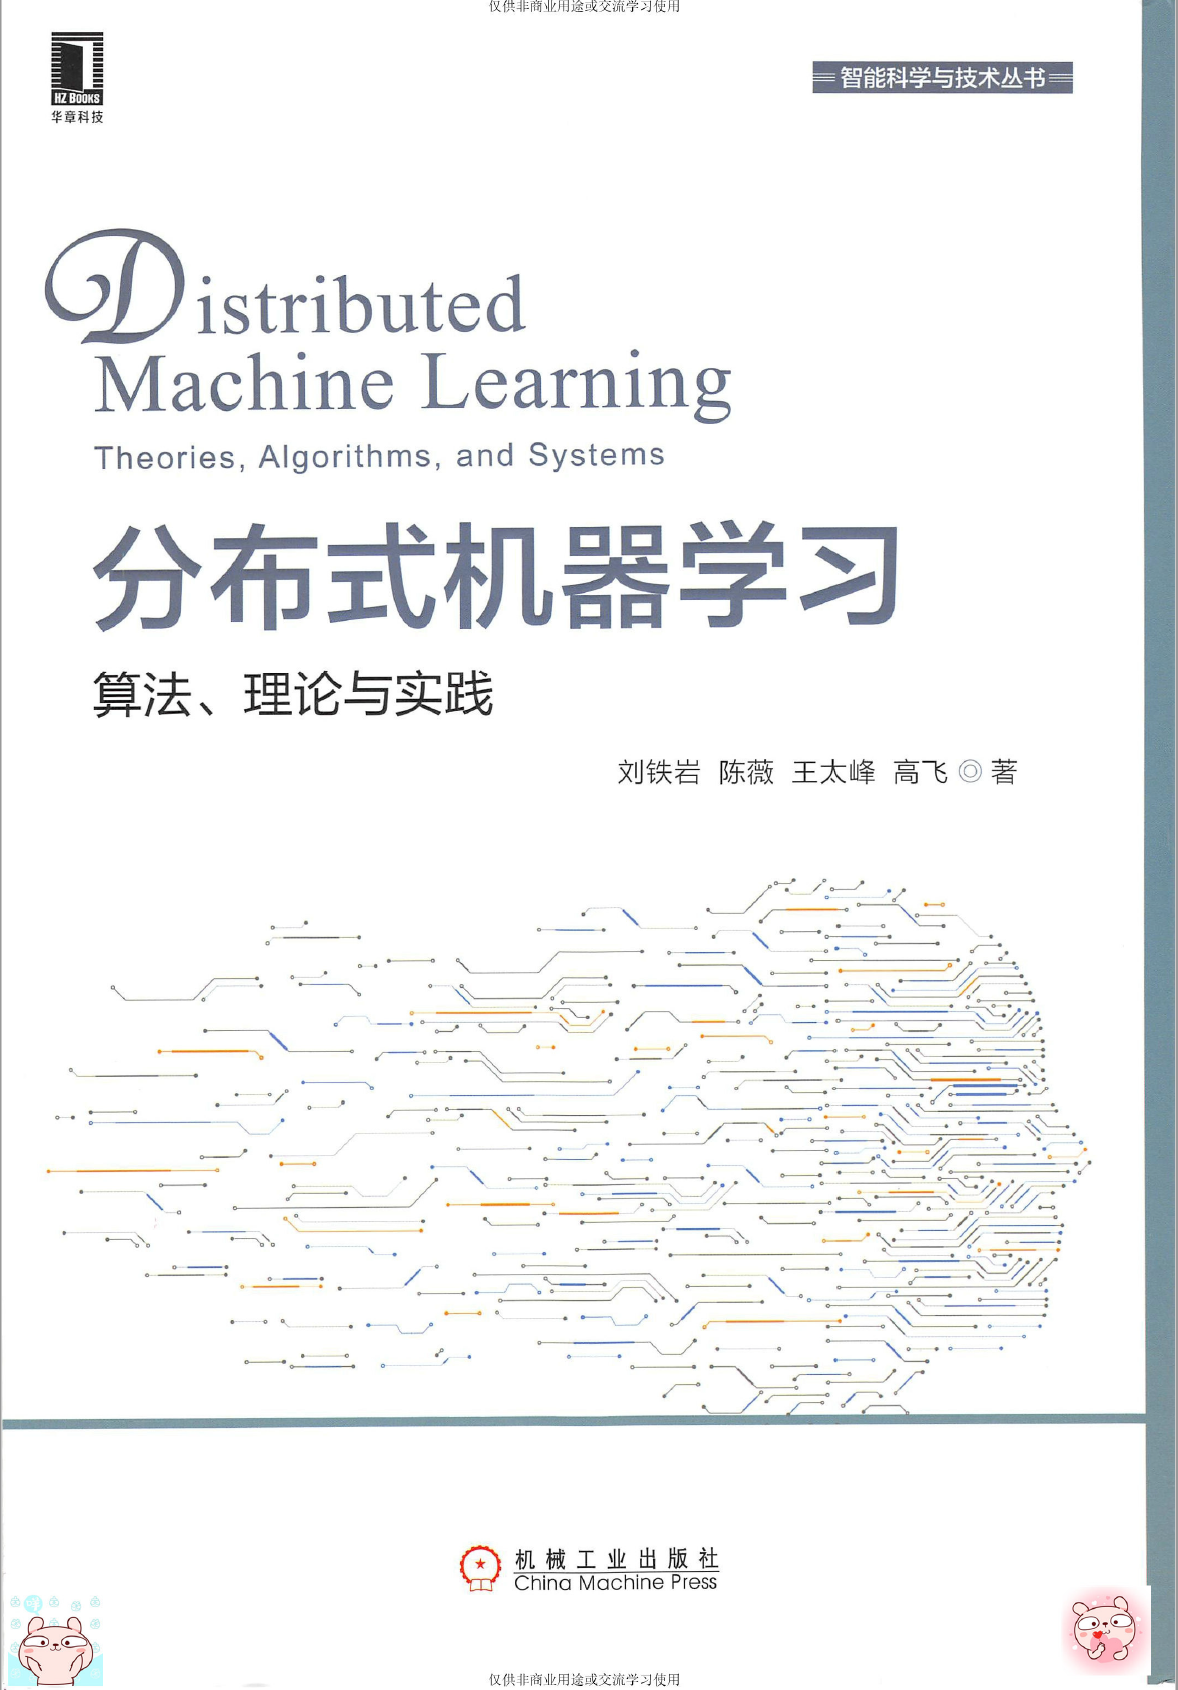 仅供非商业用途或交流学习使用
HZ BOOKS
华章科技
智能科学与技术丛书
Distributed
Machine Learning
Theories, Algorithms, and Systems
分布式机器学习
算法、理论与实践
刘铁岩 陈薇 王太峰 高飞 ◎ 著
机械工业出版社
China Machine Press
仅供非商业用途或交流学习使用